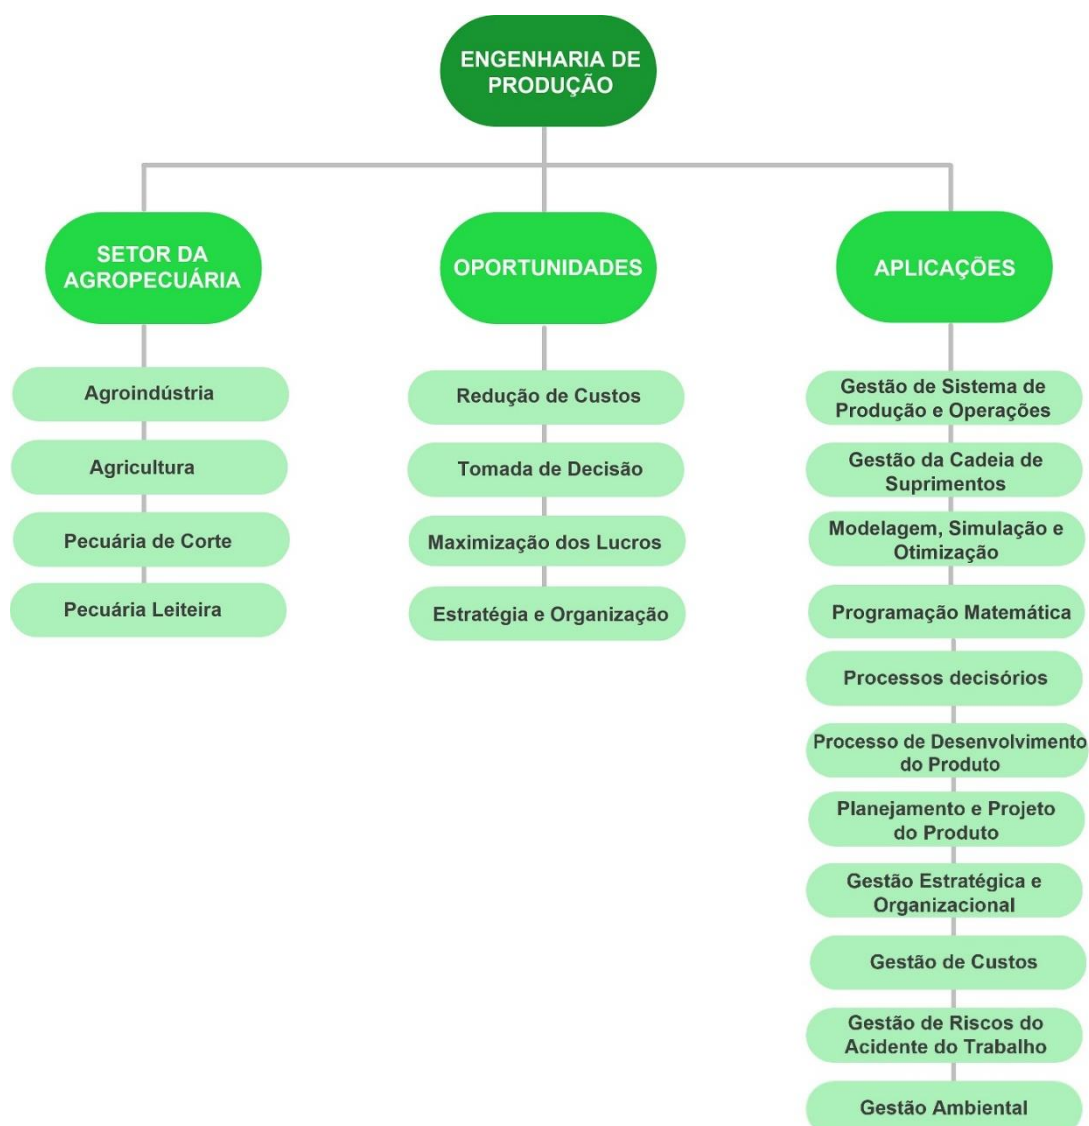 ENGENHARIA DE
PRODUÇÃO
SETOR DA
AGROPECUÁRIA
Agroindústria
Agricultura
Pecuária de Corte
Pecuária Leiteira
OPORTUNIDADES
Redução de Custos
Tomada de Decisão
Maximização dos Lucros
Estratégia e Organização
APLICAÇÕES
Gestão de Sistema de
Produção e Operações
Gestão da Cadeia de
Suprimentos
Modelagem, Simulação e
Otimização
Programação Matemática
Processos decisórios
Processo de Desenvolvimento
do Produto
Planejamento e Projeto
do Produto
Gestão Estratégica e
Organizacional
Gestão de Custos
Gestão de Riscos do
Acidente do Trabalho
Gestão Ambiental